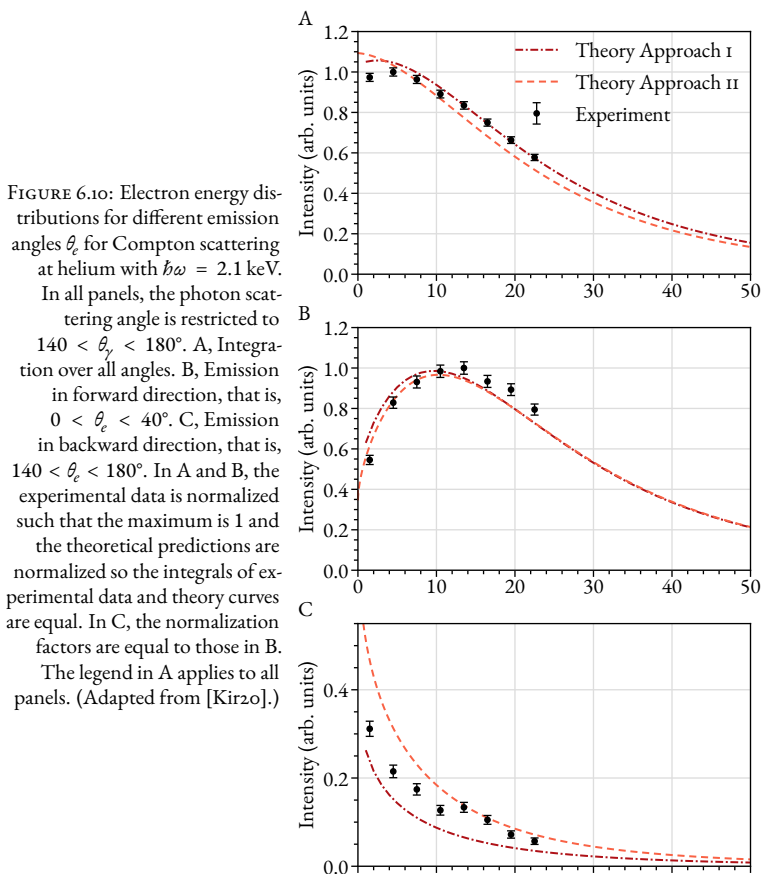 FIGURE 6.10: Electron energy dis-
tributions for different emission
angles θₑ for Compton scattering
at helium with ℏω = 2.1 keV.
In all panels, the photon scat-
tering angle is restricted to
140 < θᵧ < 180°. A, Integra-
tion over all angles. B, Emission
in forward direction, that is,
0 < θₑ < 40°. C, Emission
in backward direction, that is,
140 < θₑ < 180°. In A and B, the
experimental data is normalized
such that the maximum is 1 and
the theoretical predictions are
normalized so the integrals of ex-
perimental data and theory curves
are equal. In C, the normalization
factors are equal to those in B.
The legend in A applies to all
panels. (Adapted from [Kir20].)
A
Intensity (arb. units)
1.2
1.0
0.8
0.6
0.4
0.2
0.0
Theory Approach I
Theory Approach II
Experiment
0 10 20 30 40 50
B
Intensity (arb. units)
1.2
1.0
0.8
0.6
0.4
0.2
0.0
0 10 20 30 40 50
C
Intensity (arb. units)
0.4
0.2
0.0